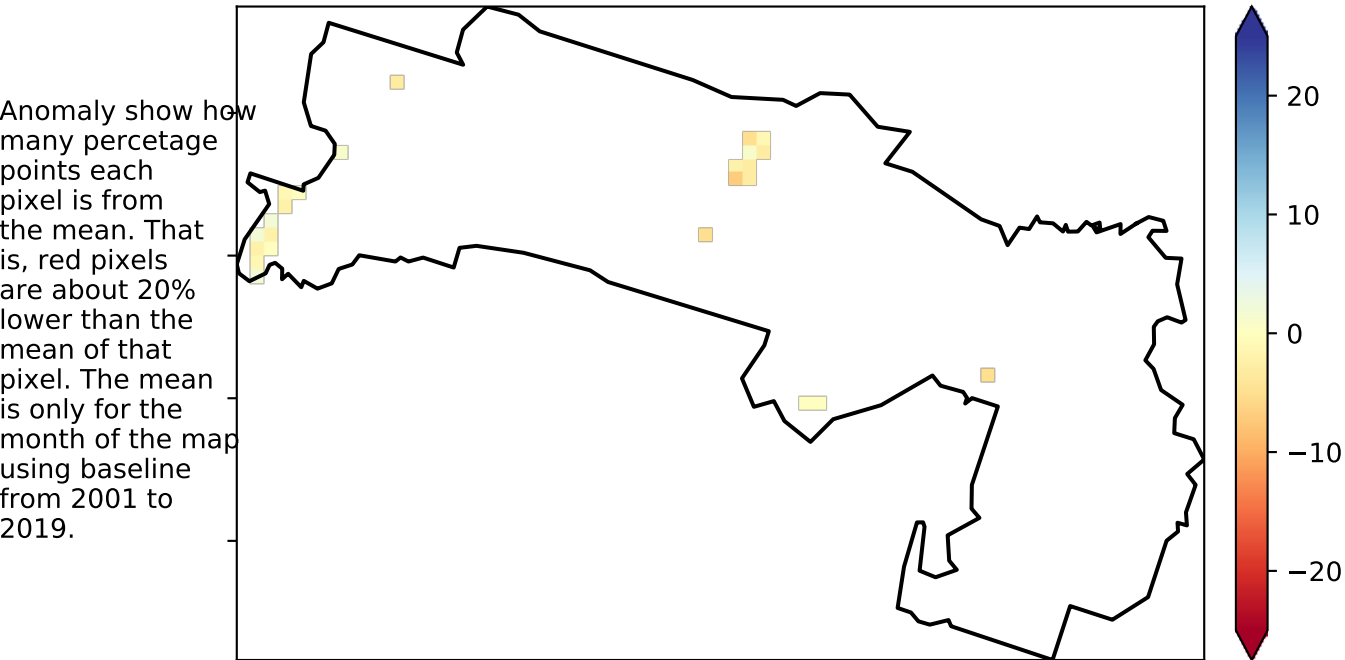 Anomaly show how
many percetage
points each
pixel is from
the mean. That
is, red pixels
are about 20%
lower than the
mean of that
pixel. The mean
is only for the
month of the map
using baseline
from 2001 to
2019.
20
10
0
−10
−20